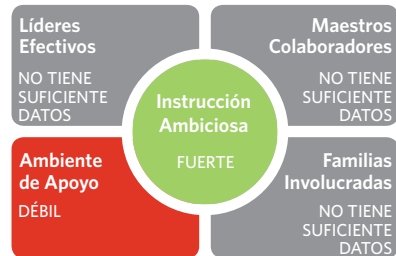 Líderes
Efectivos
NO TIENE
SUFICIENTE
DATOS
Maestros
Colaboradores
NO TIENE
SUFICIENTE
DATOS
Instrucción
Ambiciosa
FUERTE
Ambiente
de Apoyo
DÉBIL
Familias
Involucradas
NO TIENE
SUFICIENTE
DATOS